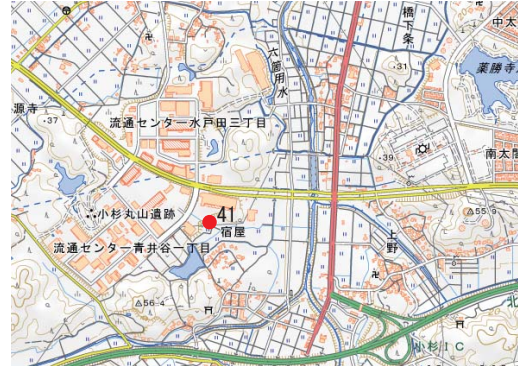 橋下条
中太
六箇用水
・31
薬勝寺
源寺
・37
流通センター水戸田三丁目
・39
南太閤
41
小杉丸山遺跡
宿屋
△55.9
流通センター青井谷一丁目
上野
△56.4
北
小杉IC